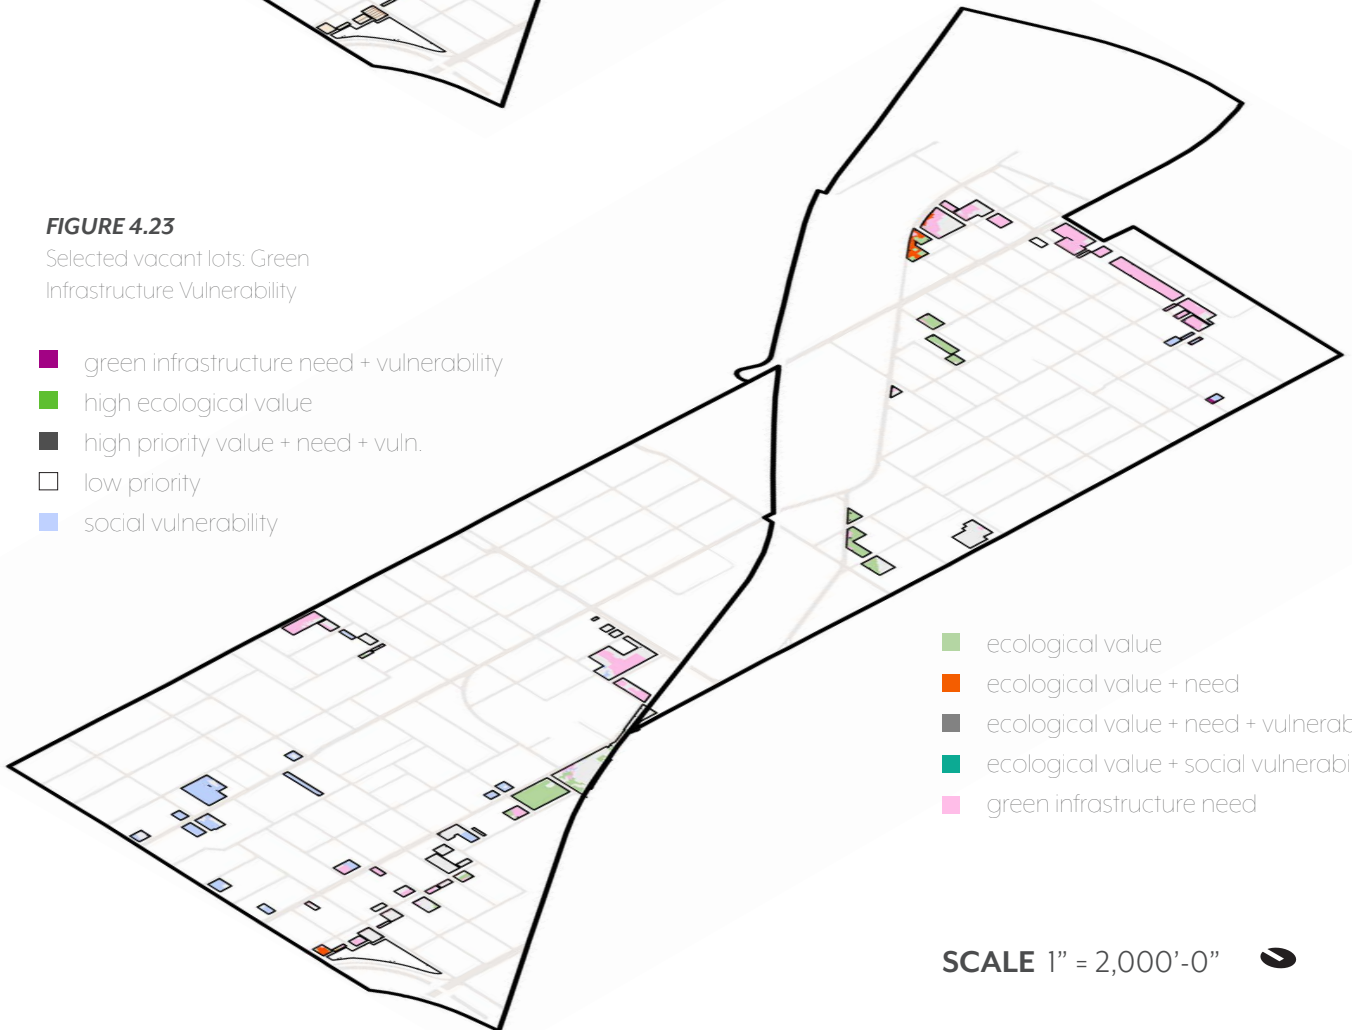 FIGURE 4.23
Selected vacant lots: Green
Infrastructure Vulnerability
green infrastructure need + vulnerability
high ecological value
high priority value + need + vuln.
low priority
social vulnerability
ecological value
ecological value + need
ecological value + need + vulnerab
ecological value + social vulnerabi
green infrastructure need
SCALE 1" = 2,000'-0"